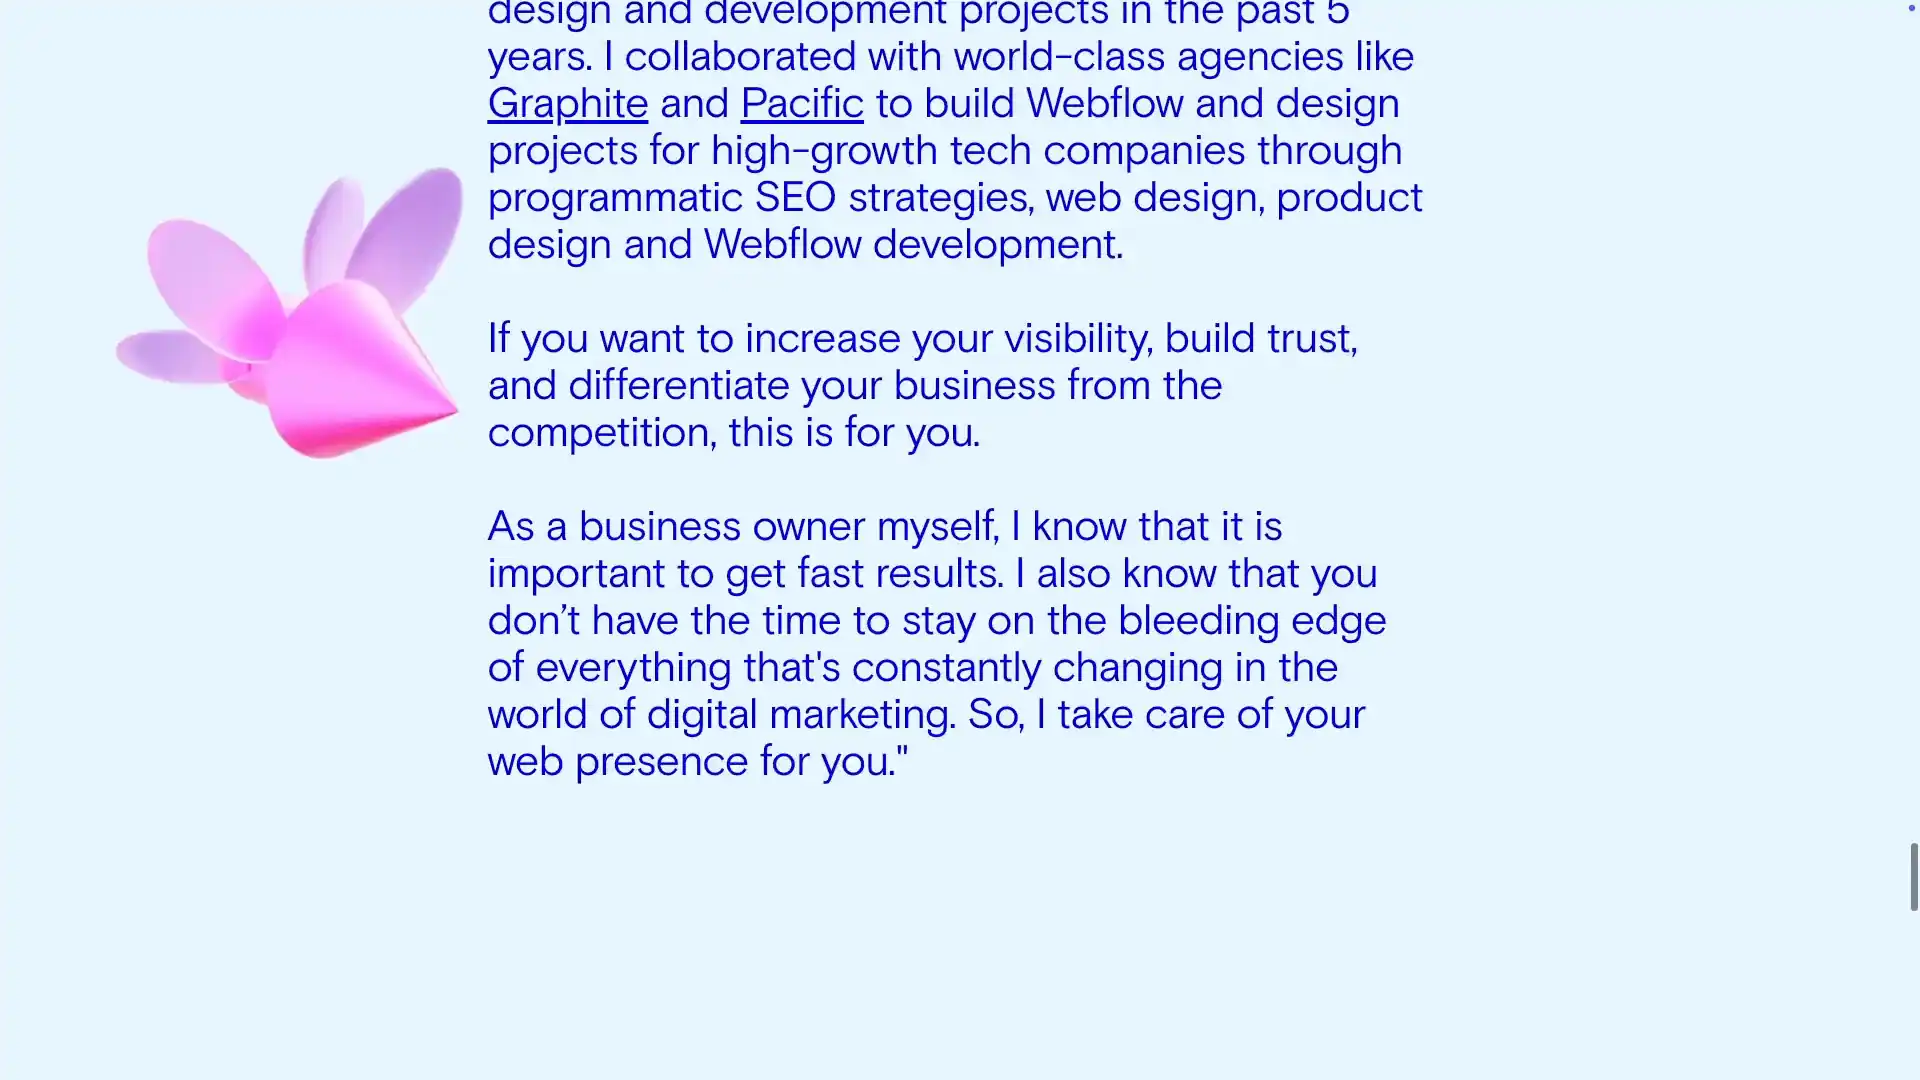 design and development projects in the past 5
years. I collaborated with world-class agencies like
Graphite and Pacific to build Webflow and design
projects for high-growth tech companies through
programmatic SEO strategies, web design, product
design and Webflow development.
If you want to increase your visibility, build trust,
and differentiate your business from the
competition, this is for you.
As a business owner myself, I know that it is
important to get fast results. I also know that you
don’t have the time to stay on the bleeding edge
of everything that's constantly changing in the
world of digital marketing. So, I take care of your
web presence for you."